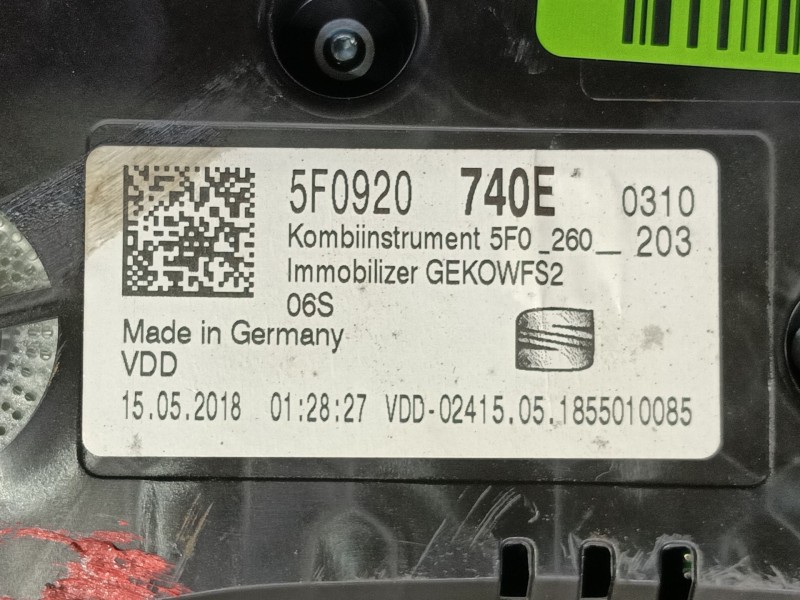 5F0920 740E 0310
Kombiinstrument 5F0_260__ 203
Immobilizer GEKOWFS2
06S
Made in Germany
VDD
15.05.2018 01:28:27 VDD-02415.05.1855010085